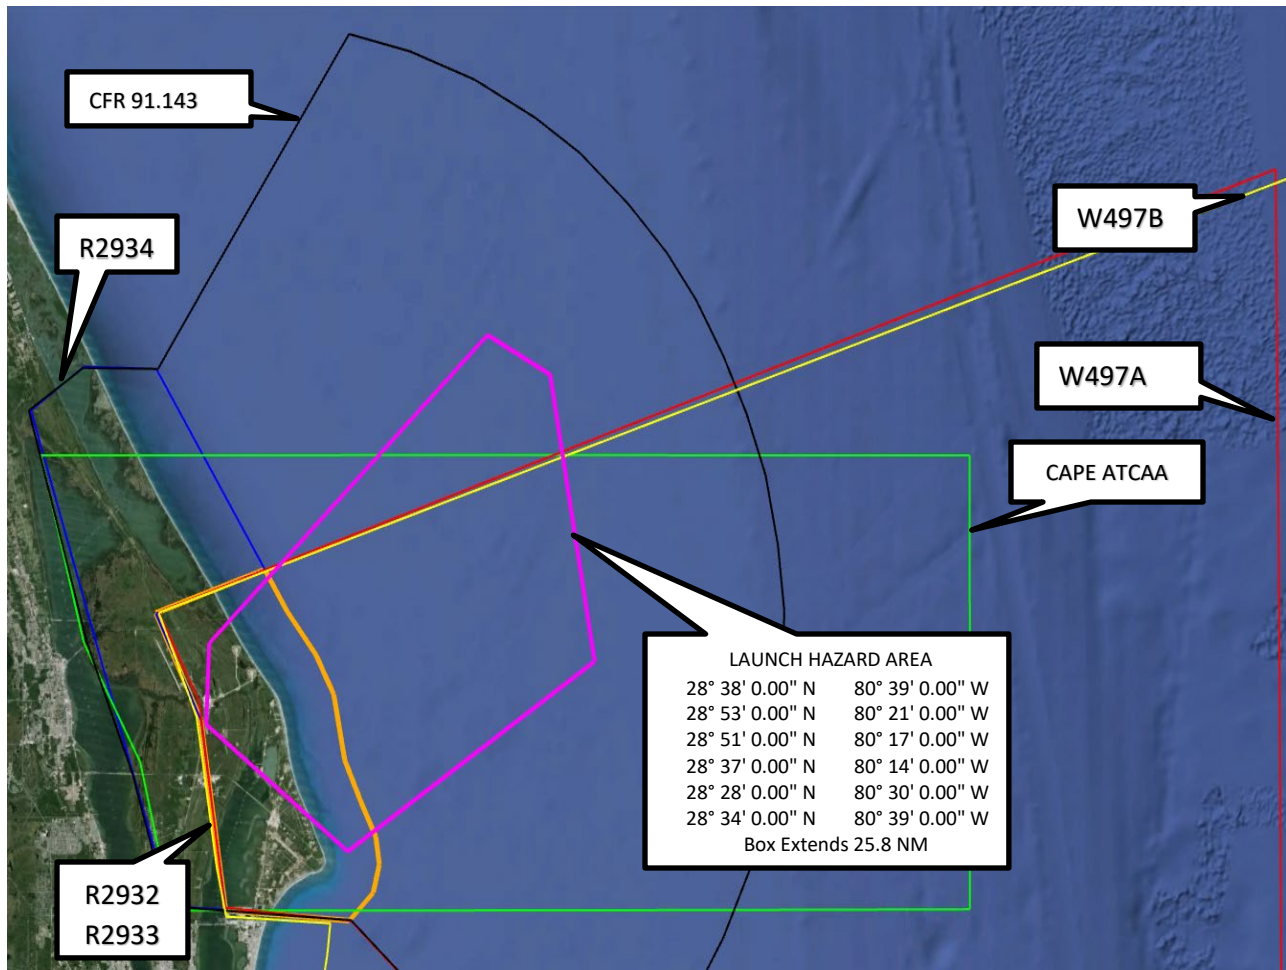 CFR 91.143
R2934
W497B
W497A
CAPE ATCAA
LAUNCH HAZARD AREA
28° 38' 0.00" N 80° 39' 0.00" W
28° 53' 0.00" N 80° 21' 0.00" W
28° 51' 0.00" N 80° 17' 0.00" W
28° 37' 0.00" N 80° 14' 0.00" W
28° 28' 0.00" N 80° 30' 0.00" W
28° 34' 0.00" N 80° 39' 0.00" W
Box Extends 25.8 NM
R2932
R2933